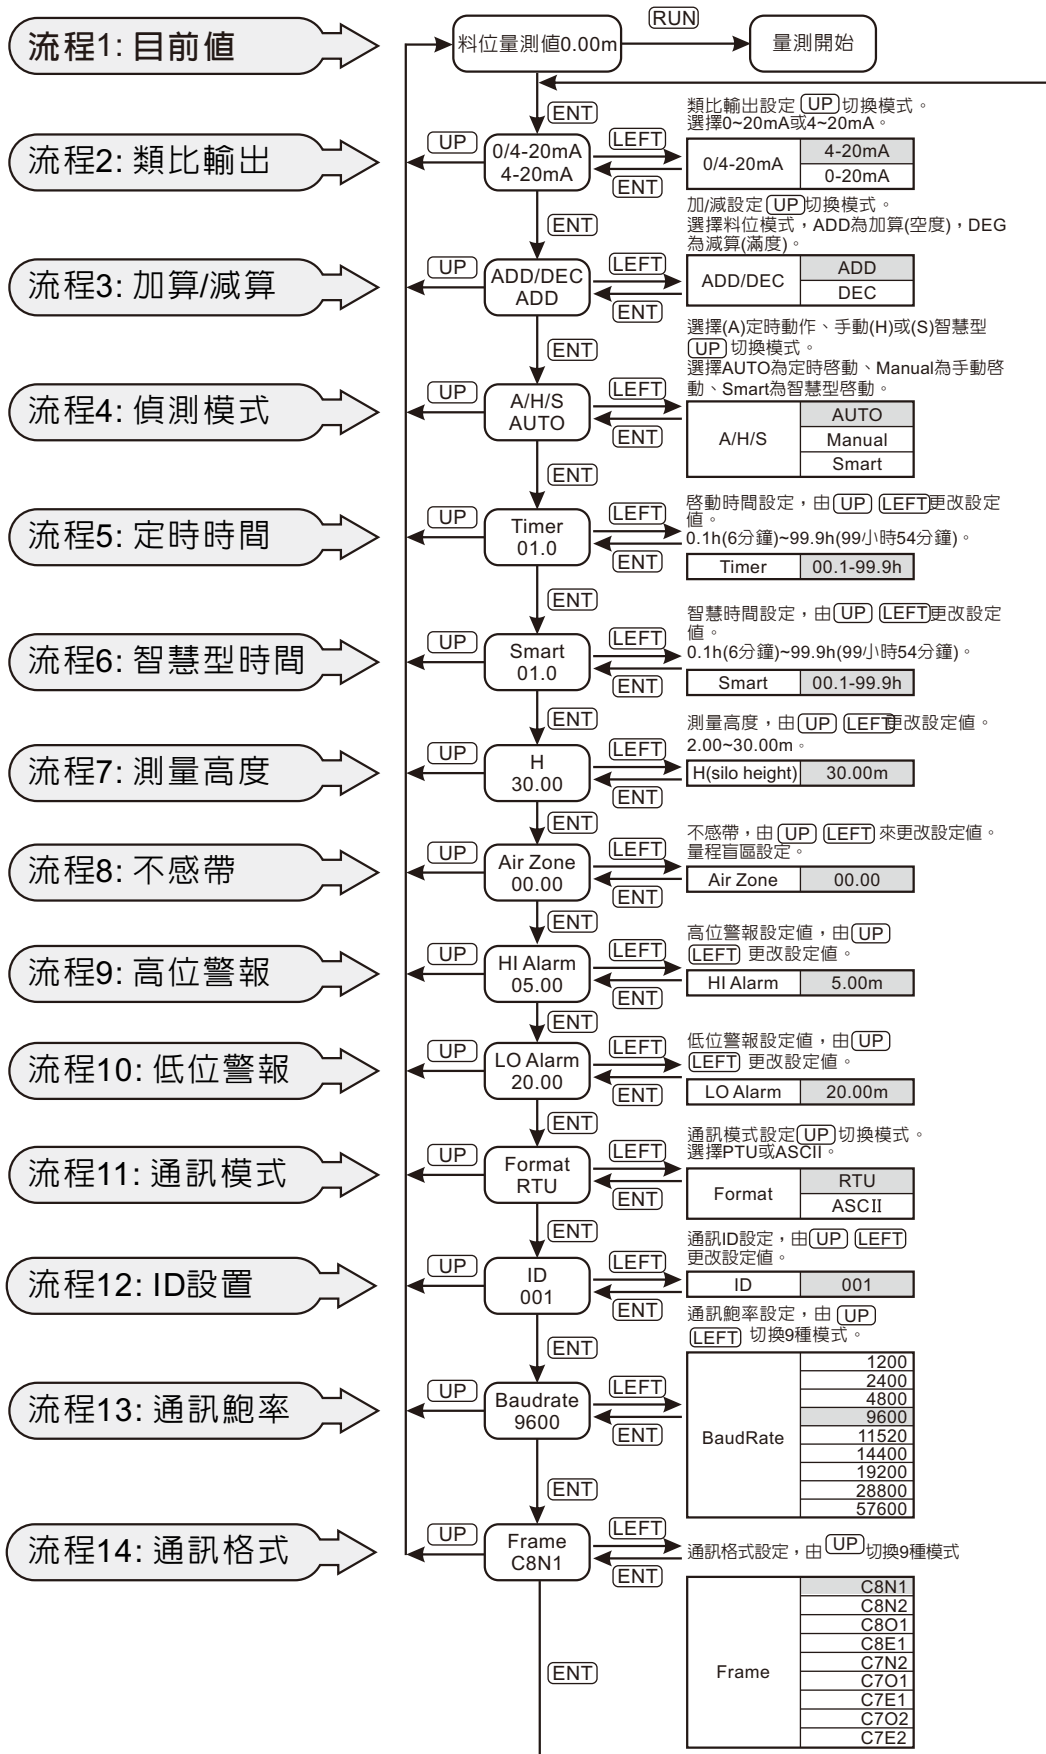 流程1: 目前值
料位量測值0.00m
RUN
量測開始
ENT
類比輸出設定 UP 切換模式。
選擇0~20mA或4~20mA。
流程2: 類比輸出
UP
0/4-20mA
4-20mA
LEFT
ENT
0/4-20mA
4-20mA
0-20mA
ENT
加/減設定 UP 切換模式。
選擇料位模式，ADD為加算(空度)，DEG
為減算(滿度)。
流程3: 加算/減算
UP
ADD/DEC
ADD
LEFT
ENT
ADD/DEC
ADD
DEC
ENT
選擇(A)定時動作、手動(H)或(S)智慧型
UP 切換模式。
選擇AUTO為定時啓動、Manual為手動啓
動、Smart為智慧型啓動。
流程4: 偵測模式
UP
A/H/S
AUTO
LEFT
ENT
A/H/S
AUTO
Manual
Smart
ENT
啓動時間設定，由 UP LEFT 更改設定
值。
0.1h(6分鐘)~99.9h(99小時54分鐘)。
流程5: 定時時間
UP
Timer
01.0
LEFT
ENT
Timer
00.1-99.9h
ENT
智慧時間設定，由 UP LEFT 更改設定
值。
0.1h(6分鐘)~99.9h(99小時54分鐘)。
流程6: 智慧型時間
UP
Smart
01.0
LEFT
ENT
Smart
00.1-99.9h
ENT
測量高度，由 UP LEFT 更改設定值。
2.00~30.00m。
流程7: 測量高度
UP
H
30.00
LEFT
ENT
H(silo height)
30.00m
ENT
不感帶，由 UP LEFT 來更改設定值。
量程盲區設定。
流程8: 不感帶
UP
Air Zone
00.00
LEFT
ENT
Air Zone
00.00
ENT
高位警報設定值，由 UP
LEFT 更改設定值。
流程9: 高位警報
UP
HI Alarm
05.00
LEFT
ENT
HI Alarm
5.00m
ENT
低位警報設定值，由 UP
LEFT 更改設定值。
流程10: 低位警報
UP
LO Alarm
20.00
LEFT
ENT
LO Alarm
20.00m
ENT
通訊模式設定 UP 切換模式。
選擇PTU或ASCII。
流程11: 通訊模式
UP
Format
RTU
LEFT
ENT
Format
RTU
ASCII
ENT
通訊ID設定，由 UP LEFT
更改設定值。
流程12: ID設置
UP
ID
001
LEFT
ENT
ID
001
ENT
通訊鮑率設定，由 UP
LEFT 切換9種模式。
流程13: 通訊鮑率
UP
Baudrate
9600
LEFT
ENT
BaudRate
1200
2400
4800
9600
11520
14400
19200
28800
57600
ENT
流程14: 通訊格式
UP
Frame
C8N1
LEFT
ENT
通訊格式設定，由 UP 切換9種模式
Frame
C8N1
C8N2
C8O1
C8E1
C7N2
C7O1
C7E1
C7O2
C7E2
ENT